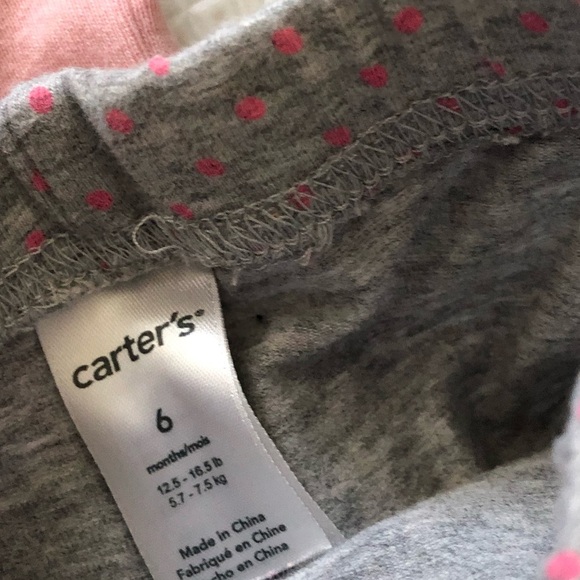 carter's
6
months/mois
12.5 - 16.5 lb
5.7 - 7.5 kg
Made in China
Fabriqué en Chine
cho en China